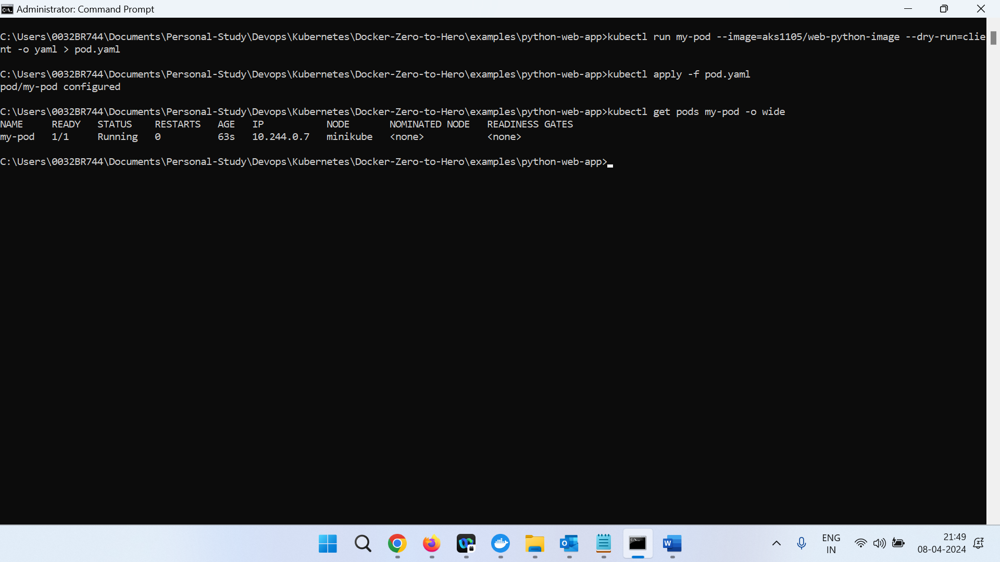 Administrator: Command Prompt
C:\Users\0032BR744\Documents\Personal-Study\Devops\Kubernetes\Docker-Zero-to-Hero\examples\python-web-app>kubectl run my-pod --image=aks1105/web-python-image --dry-run=clie
nt -o yaml > pod.yaml
C:\Users\0032BR744\Documents\Personal-Study\Devops\Kubernetes\Docker-Zero-to-Hero\examples\python-web-app>kubectl apply -f pod.yaml
pod/my-pod configured
C:\Users\0032BR744\Documents\Personal-Study\Devops\Kubernetes\Docker-Zero-to-Hero\examples\python-web-app>kubectl get pods my-pod -o wide
NAME     READY   STATUS    RESTARTS   AGE   IP           NODE       NOMINATED NODE   READINESS GATES
my-pod   1/1     Running   0          63s   10.244.0.7   minikube   <none>           <none>
C:\Users\0032BR744\Documents\Personal-Study\Devops\Kubernetes\Docker-Zero-to-Hero\examples\python-web-app>
ENG
IN
21:49
08-04-2024